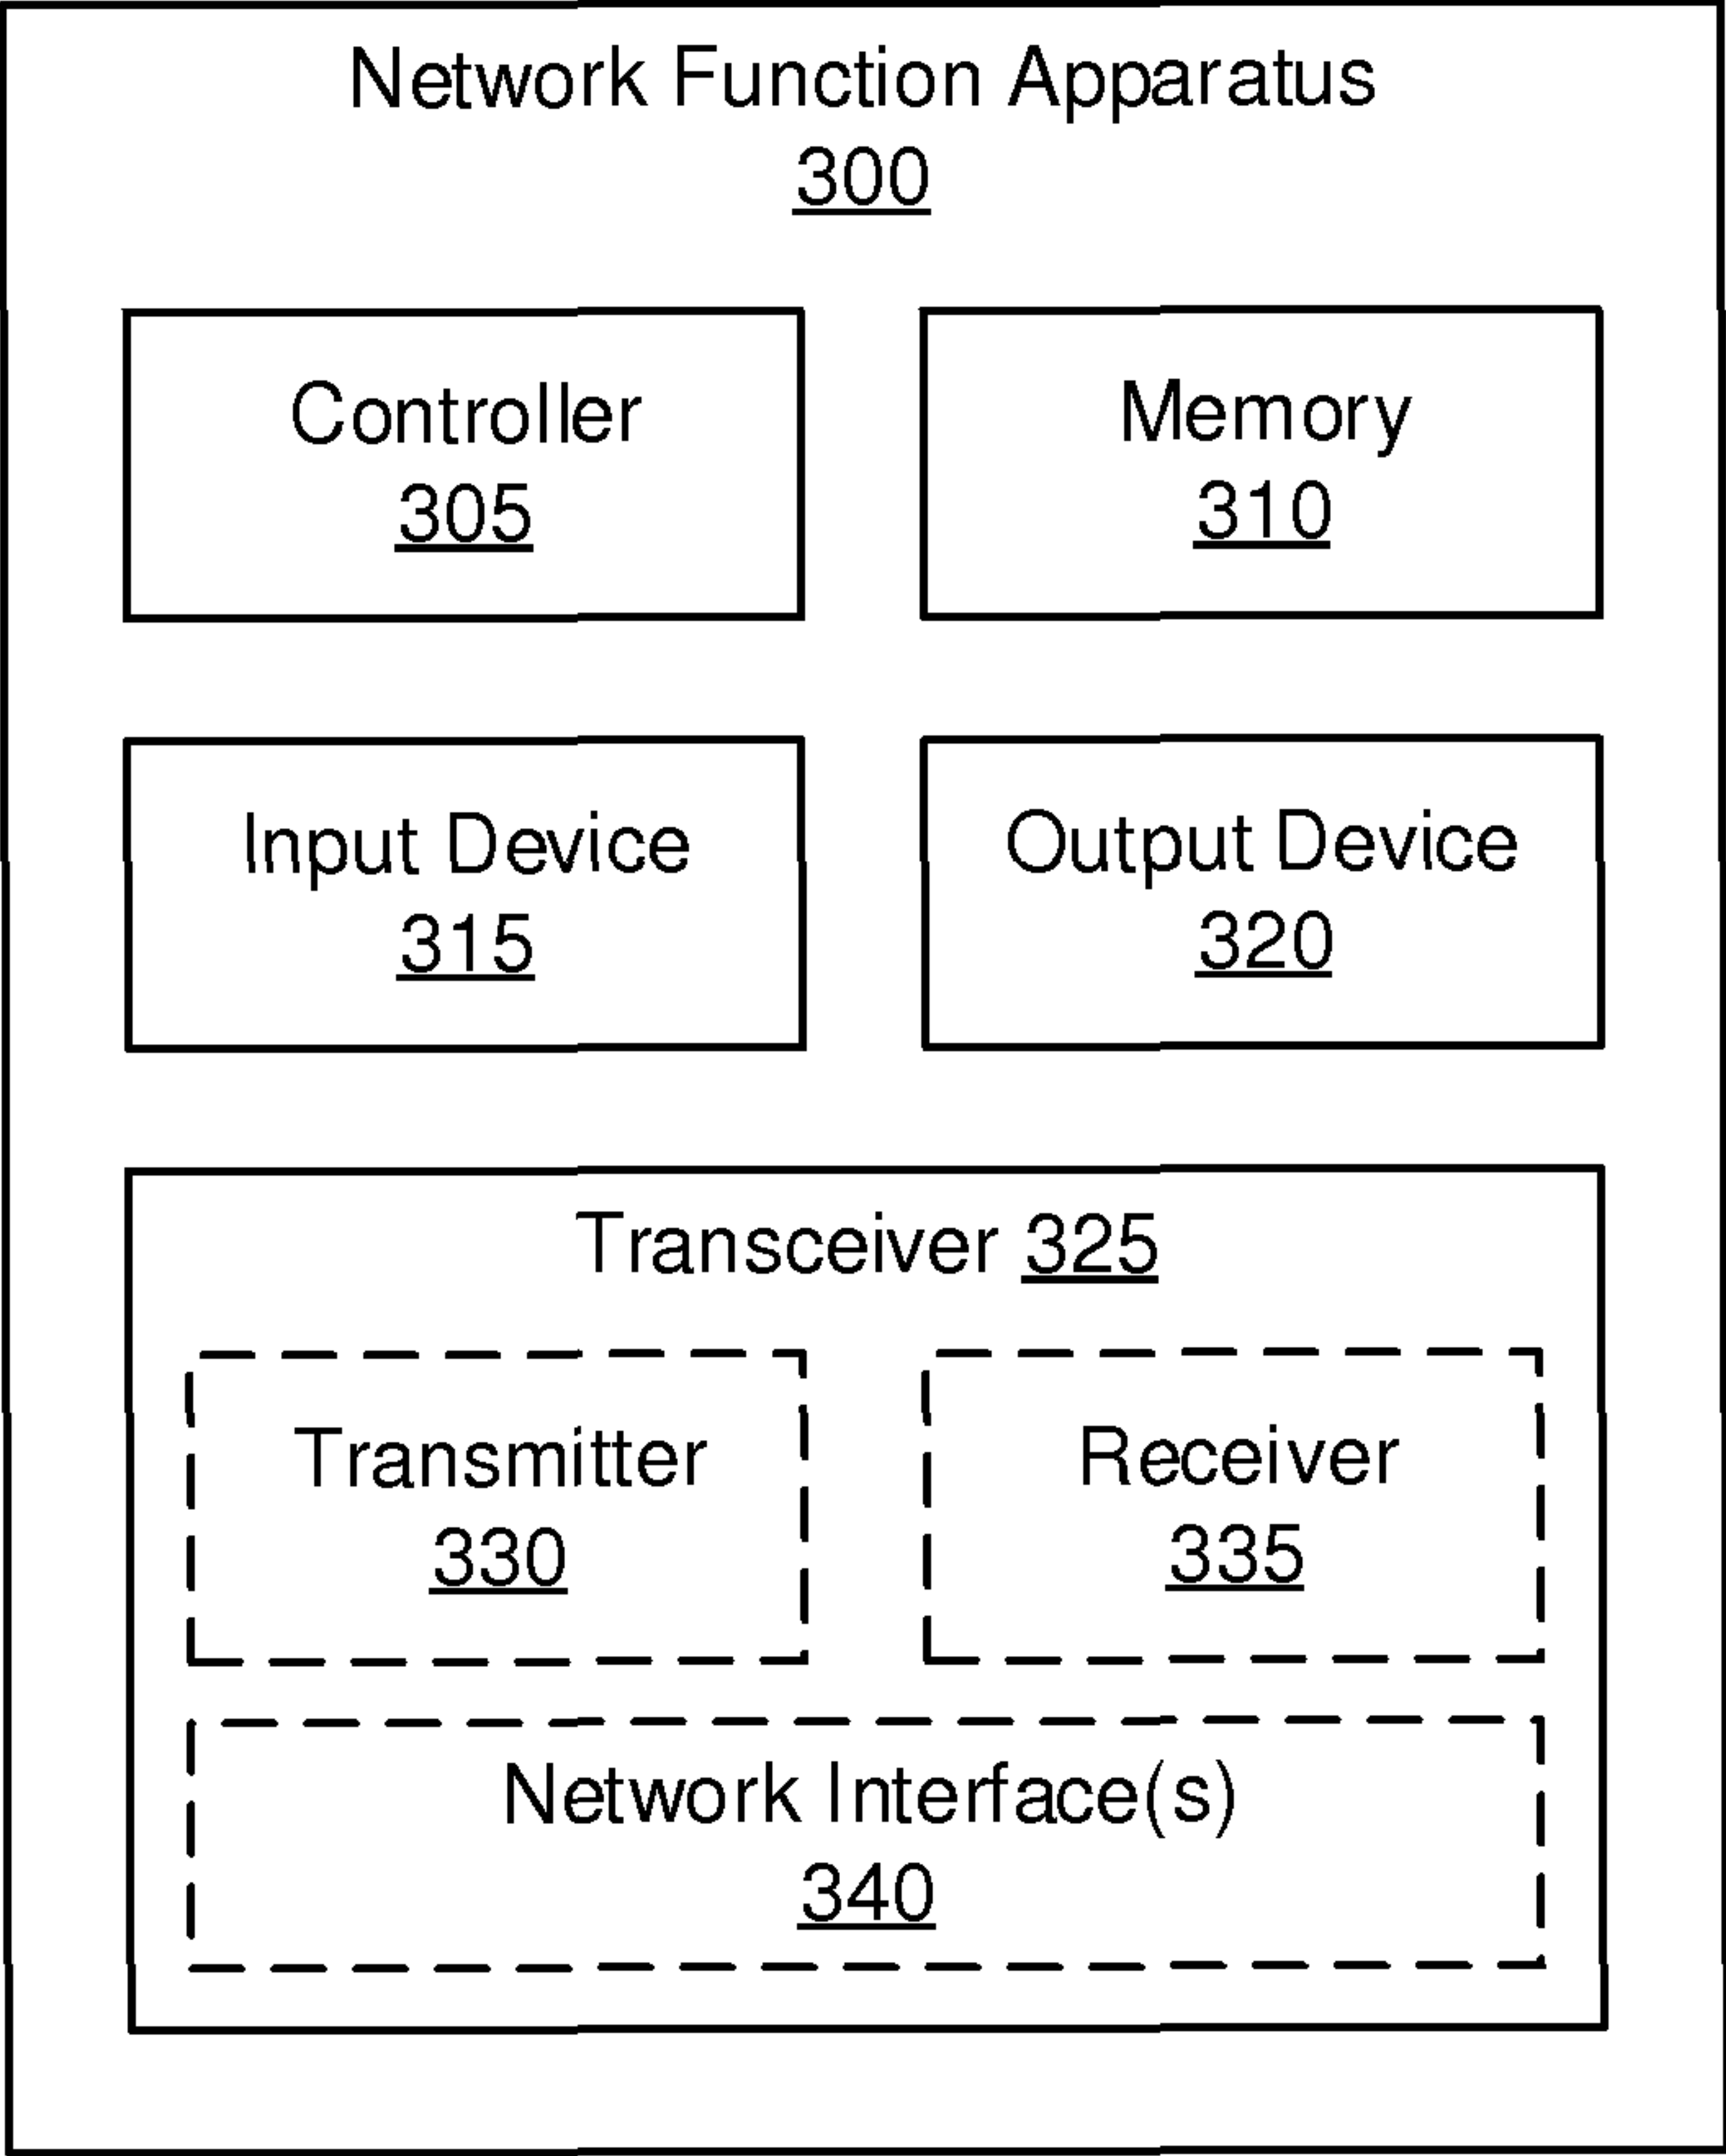 Network Function Apparatus
300
Controller
305
Memory
310
Input Device
315
Output Device
320
Transceiver 325
Transmitter
330
Receiver
335
Network Interface(s)
340